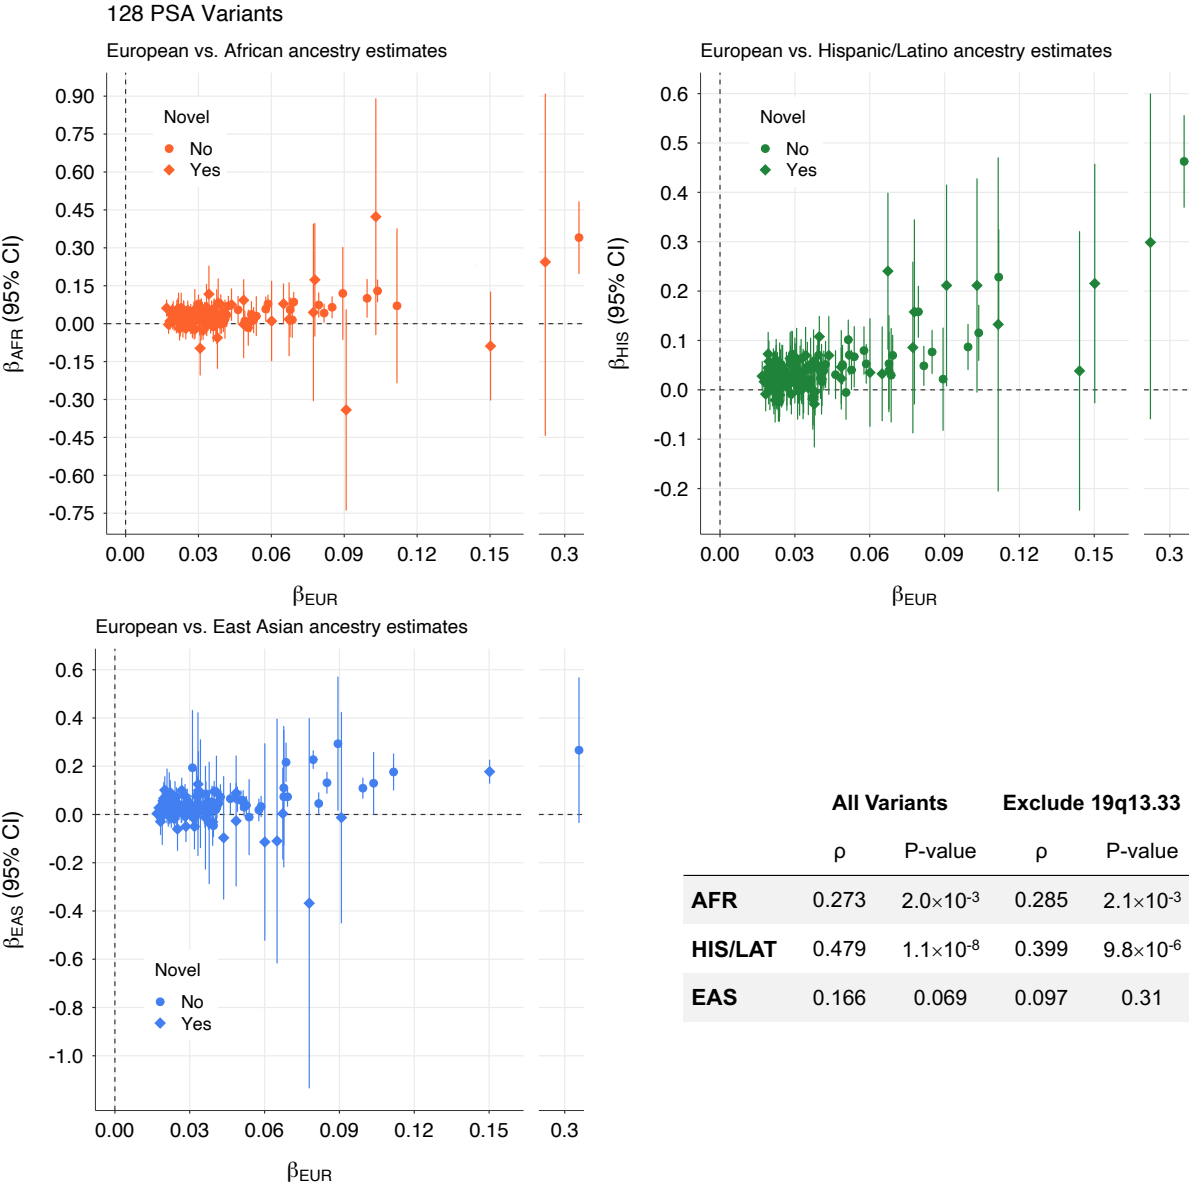 128 PSA Variants
European vs. African ancestry estimates
βAFR (95% CI)
0.90
0.75
0.60
0.45
0.30
0.15
0.00
-0.15
-0.30
-0.45
-0.60
-0.75
Novel
No
Yes
0.00 0.03 0.06 0.09 0.12 0.15 0.3
βEUR
European vs. Hispanic/Latino ancestry estimates
βHIS (95% CI)
0.6
0.5
0.4
0.3
0.2
0.1
0.0
-0.1
-0.2
Novel
No
Yes
0.00 0.03 0.06 0.09 0.12 0.15 0.3
βEUR
European vs. East Asian ancestry estimates
βEAS (95% CI)
0.6
0.4
0.2
0.0
-0.2
-0.4
-0.6
-0.8
-1.0
Novel
No
Yes
0.00 0.03 0.06 0.09 0.12 0.15 0.3
βEUR
All Variants Exclude 19q13.33
ρ P-value ρ P-value
AFR 0.273 2.0×10-3 0.285 2.1×10-3
HIS/LAT 0.479 1.1×10-8 0.399 9.8×10-6
EAS 0.166 0.069 0.097 0.31